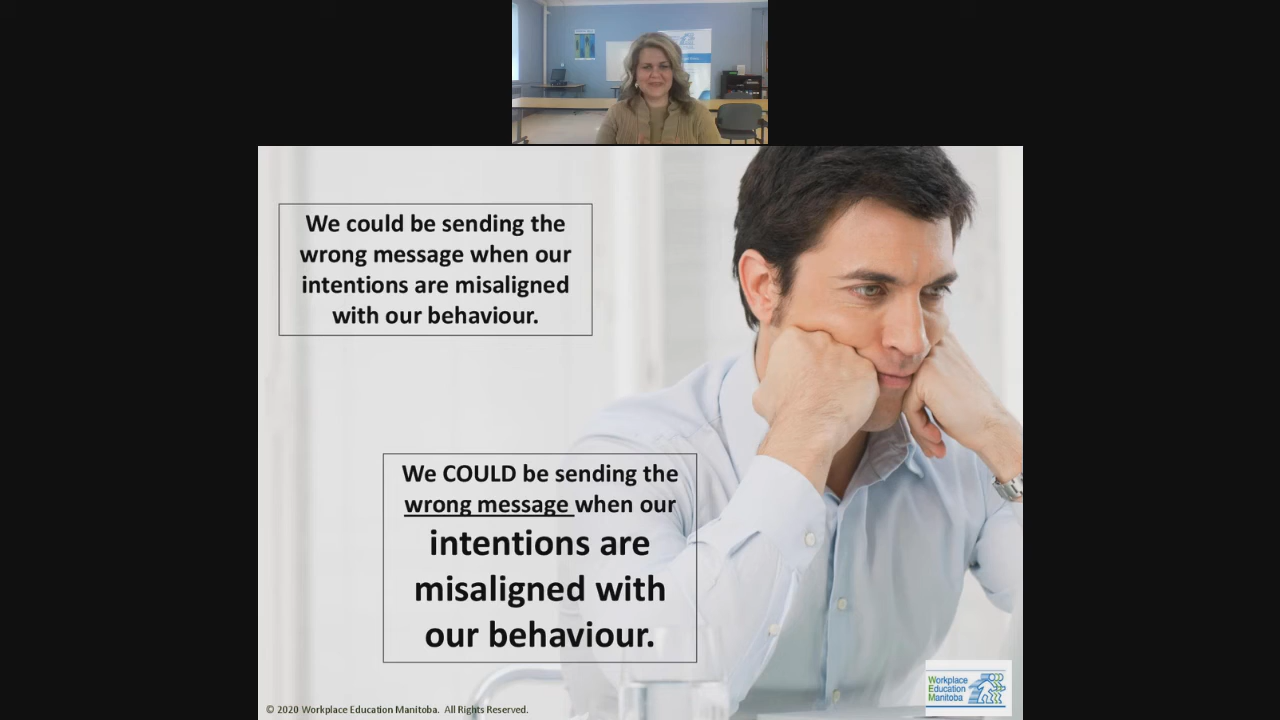 We could be sending the
wrong message when our
intentions are misaligned
with our behaviour.
We COULD be sending the
wrong message when our
intentions are
misaligned with
our behaviour.
Workplace
Education
Manitoba
© 2020 Workplace Education Manitoba. All Rights Reserved.